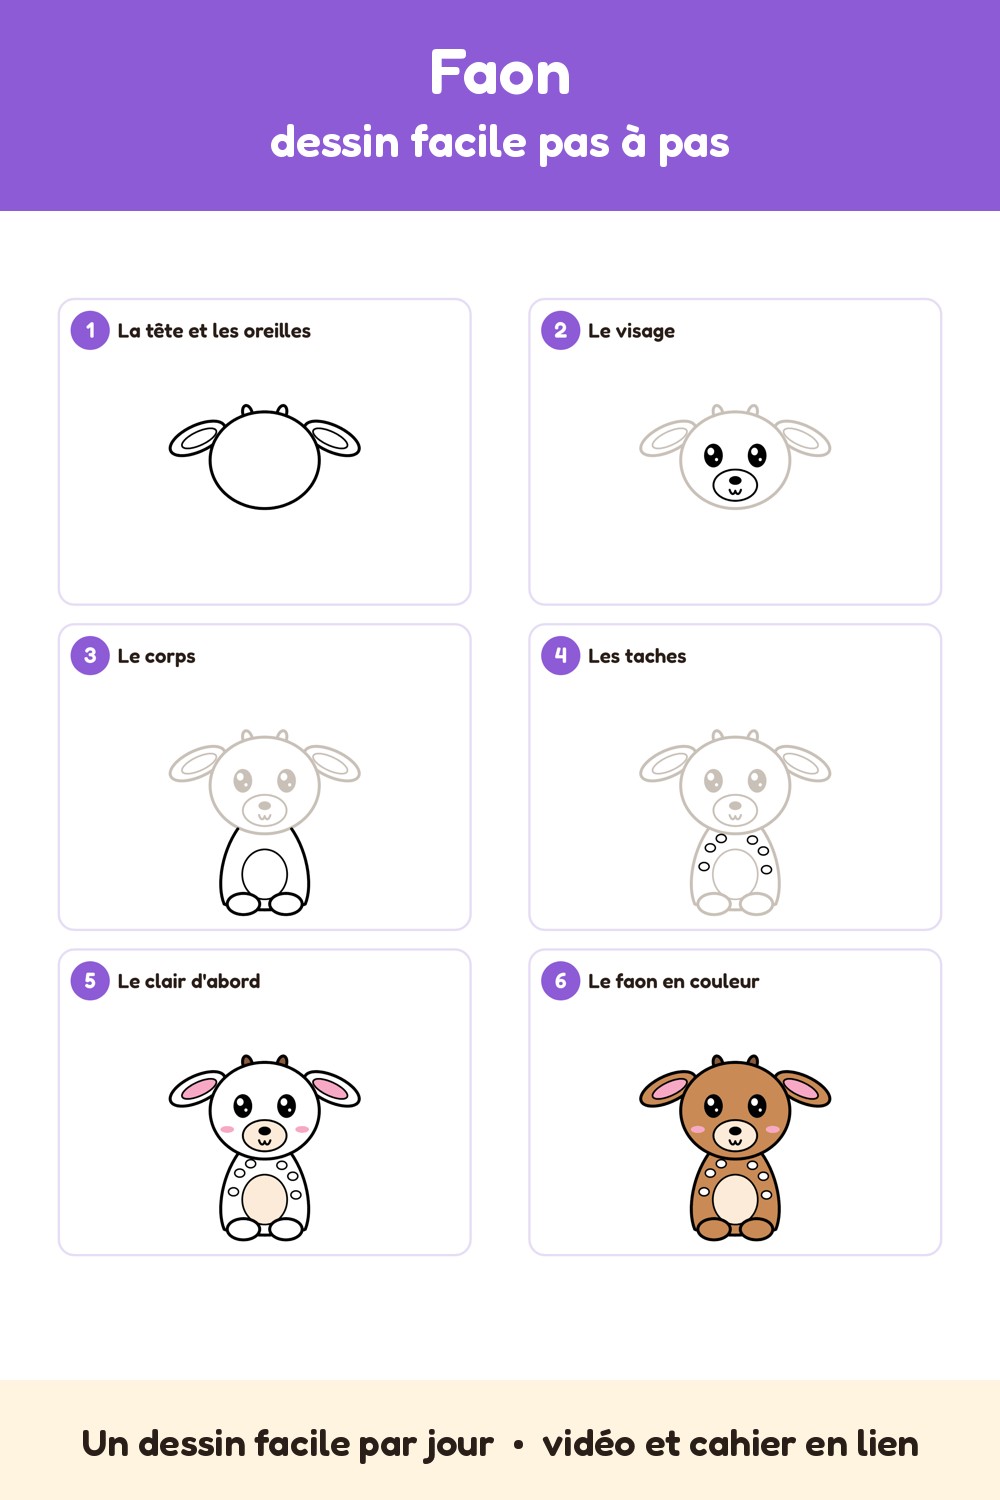 Faon
dessin facile pas à pas
1 La tête et les oreilles
2 Le visage
3 Le corps
4 Les taches
5 Le clair d'abord
6 Le faon en couleur
Un dessin facile par jour • vidéo et cahier en lien